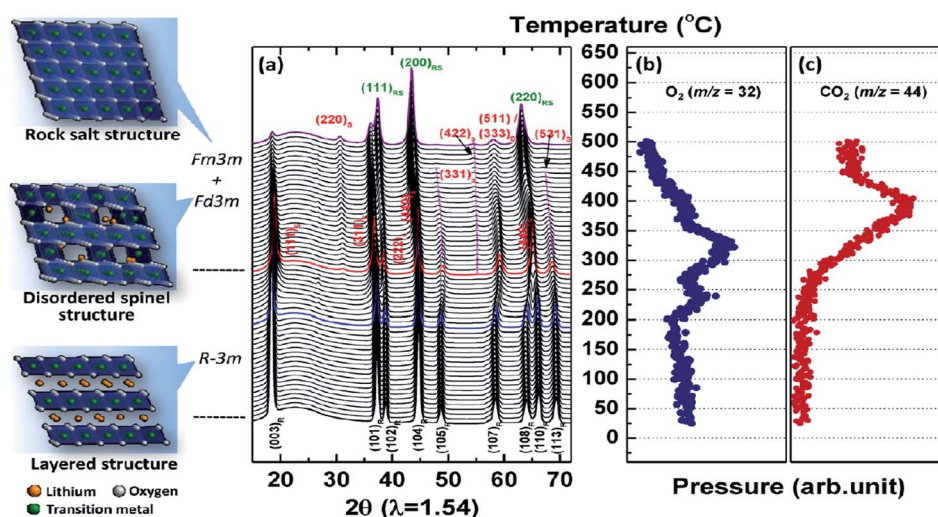 Temperature (°C)
Rock salt structure
Fm3m
+
Fd3m
Disordered spinel
structure
R-3m
Layered structure
Lithium
Oxygen
Transition metal
(a)
(200)RS
(111)RS
(220)RS
(220)S
(511) /
(422)S
(531)S
(331)S
(111)S
(311)S
(222)
(003)R
(101)R
(102)R
(104)R
(105)R
(107)R
(108)R
(110)R
(113)R
20 30 40 50 60 70
2θ (λ=1.54)
650
600
550
500
450
400
350
300
250
200
150
100
50
0
(b)
O2 (m/z = 32)
(c)
CO2 (m/z = 44)
Pressure (arb.unit)